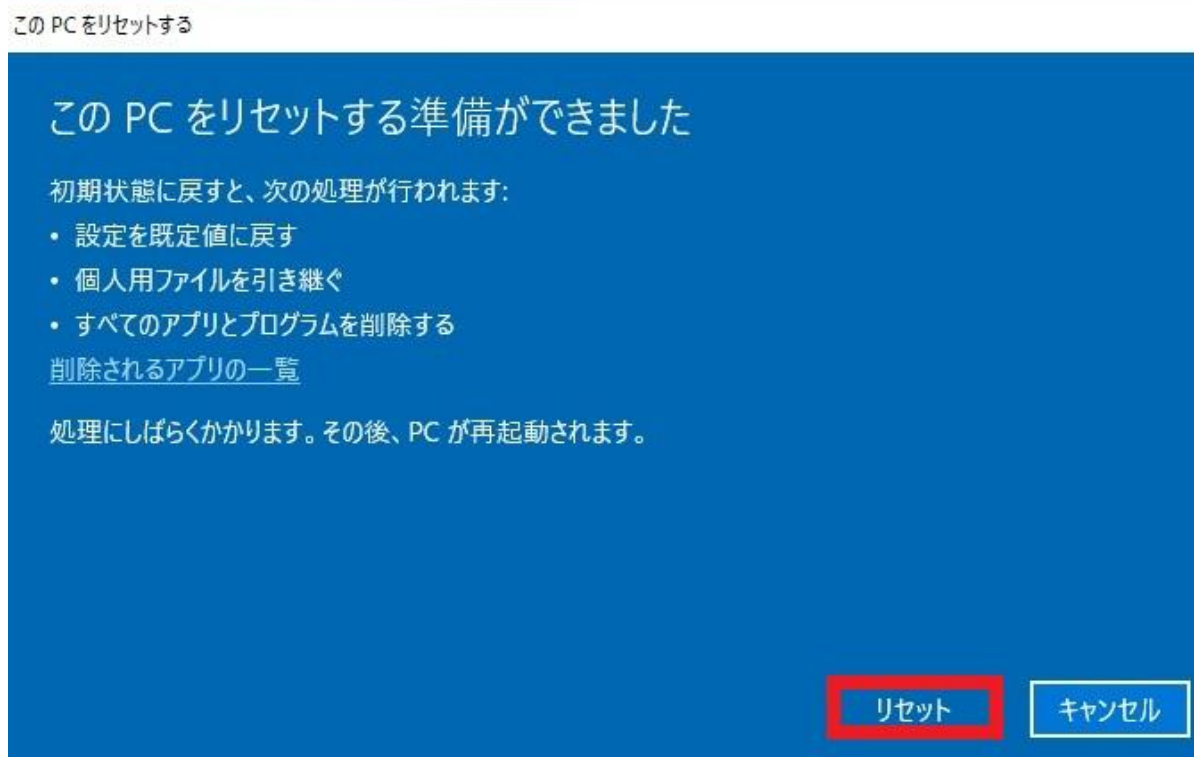 この PC をリセットする
この PC をリセットする準備ができました
初期状態に戻すと、次の処理が行われます:
• 設定を既定値に戻す
• 個人用ファイルを引き継ぐ
• すべてのアプリとプログラムを削除する
削除されるアプリの一覧
処理にしばらくかかります。その後、PC が再起動されます。
リセット
キャンセル